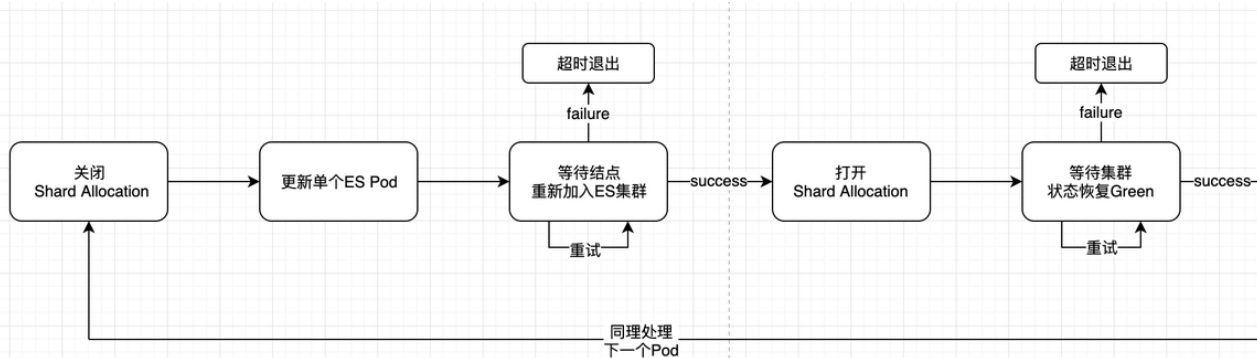 超时退出
超时退出
failure
failure
关闭
Shard Allocation
更新单个ES Pod
等待结点
重新加入ES集群
success
打开
Shard Allocation
等待集群
状态恢复Green
success
重试
重试
同理处理
下一个Pod